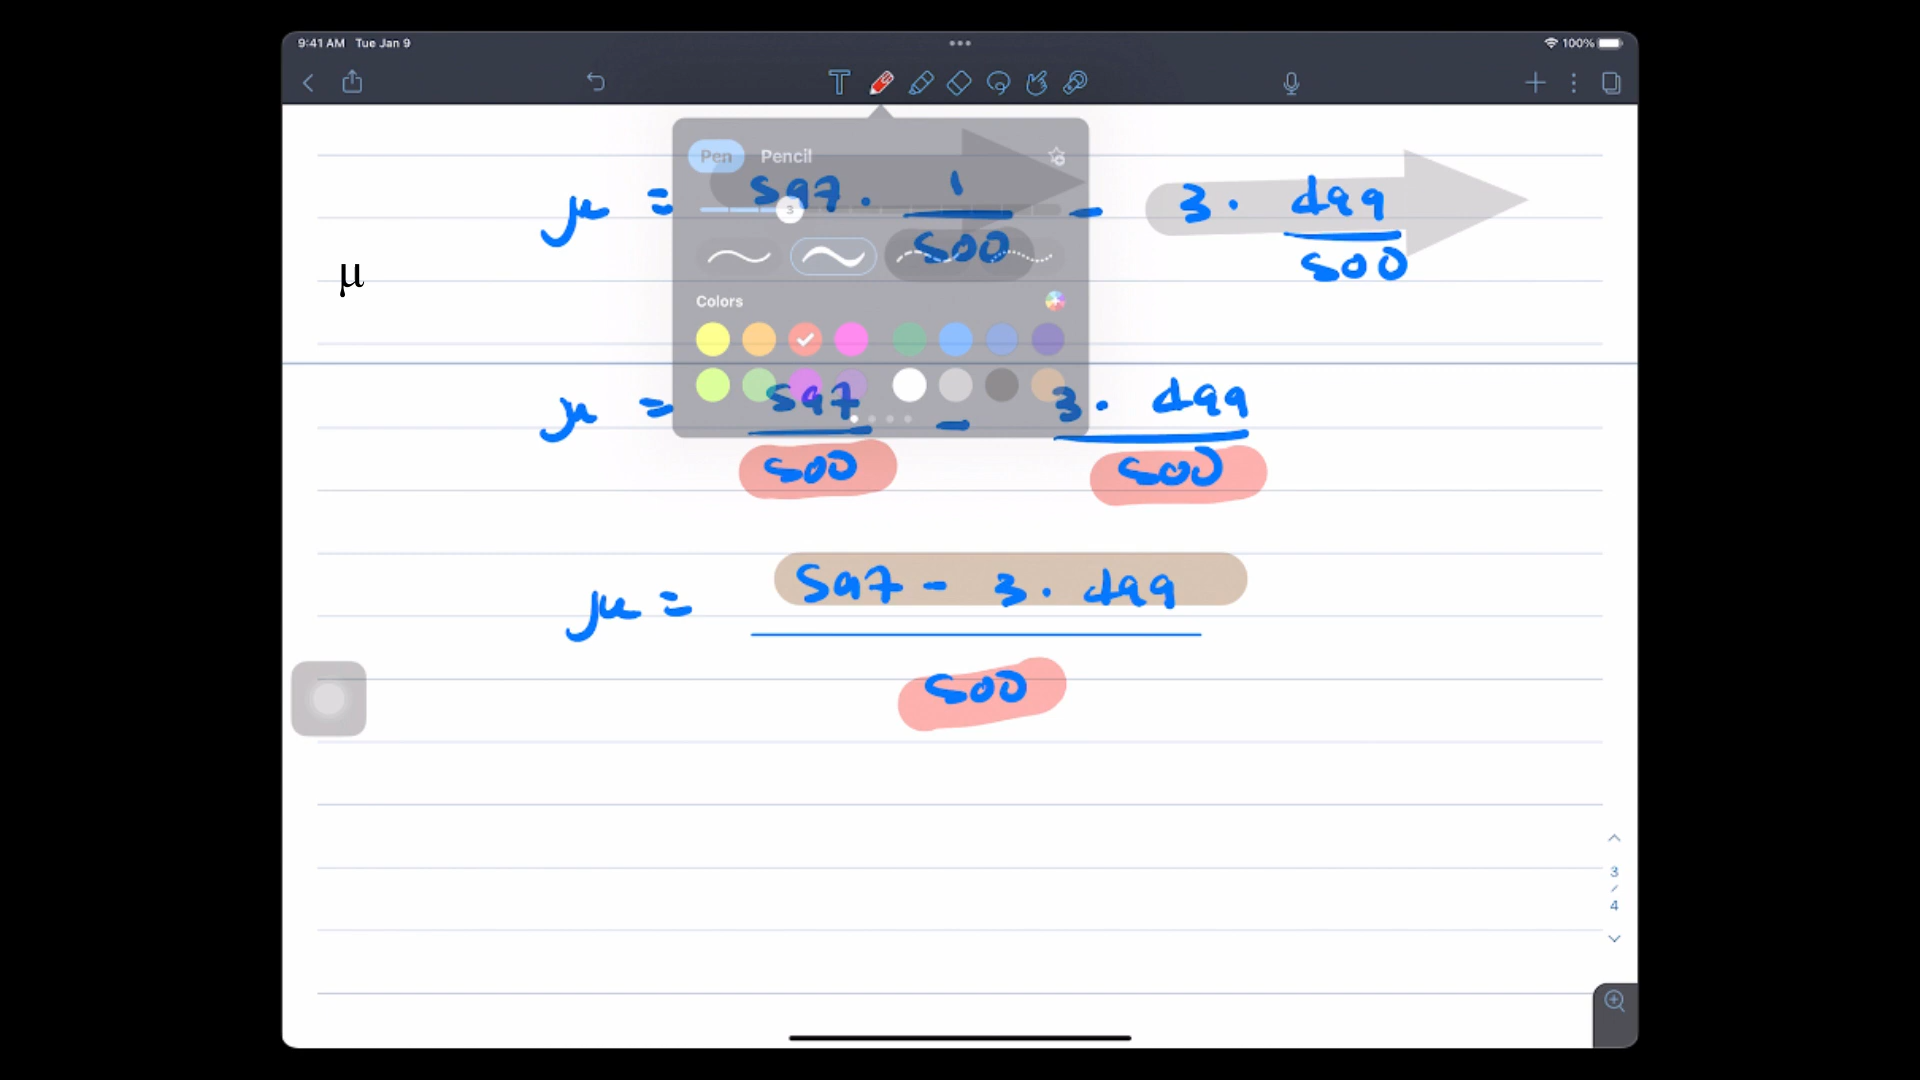 9:41 AM Tue Jan 9
100%
Pen Pencil
3
Colors
μ = 597 · 1/500 - 3 · 499/500
μ
μ = 597/500 - 3 · 499/500
μ = 597 - 3 · 499
500
3
/
4